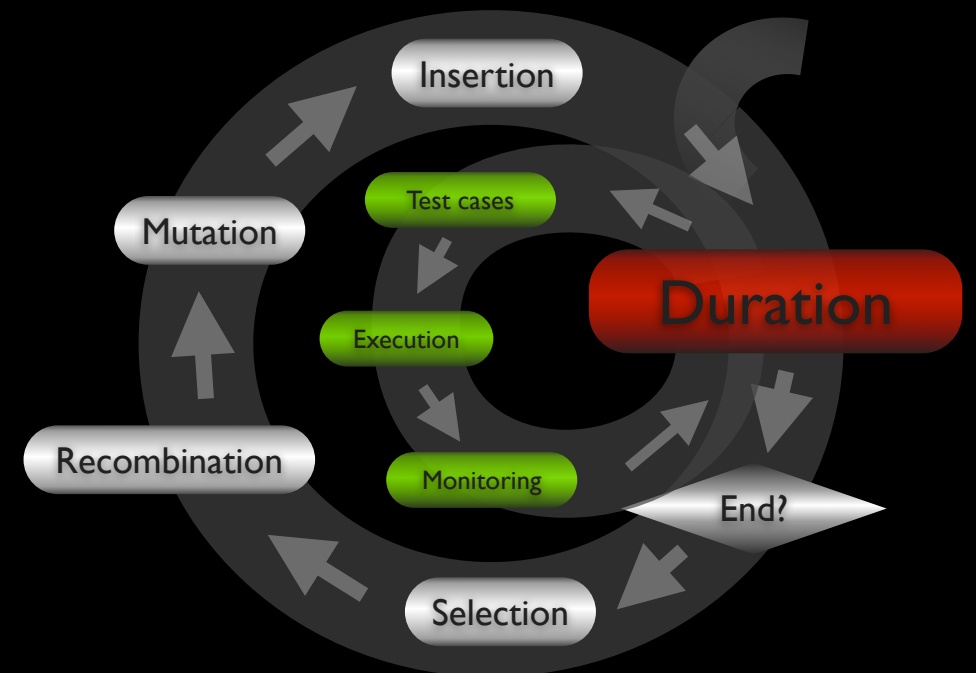 Insertion
Test cases
Mutation
Duration
Execution
Recombination
Monitoring
End?
Selection